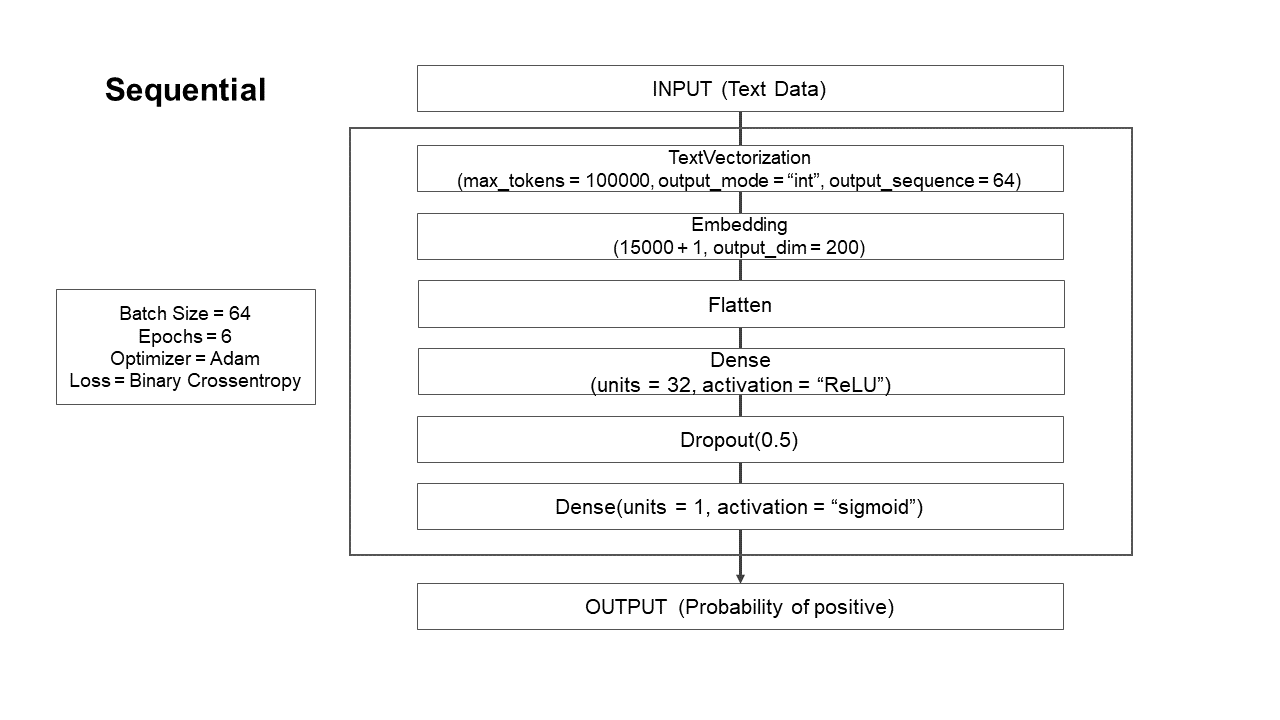 Sequential
INPUT (Text Data)
TextVectorization
(max_tokens = 100000, output_mode = “int”, output_sequence = 64)
Embedding
(15000 + 1, output_dim = 200)
Flatten
Dense
(units = 32, activation = “ReLU”)
Dropout(0.5)
Dense(units = 1, activation = “sigmoid”)
OUTPUT (Probability of positive)
Batch Size = 64
Epochs = 6
Optimizer = Adam
Loss = Binary Crossentropy